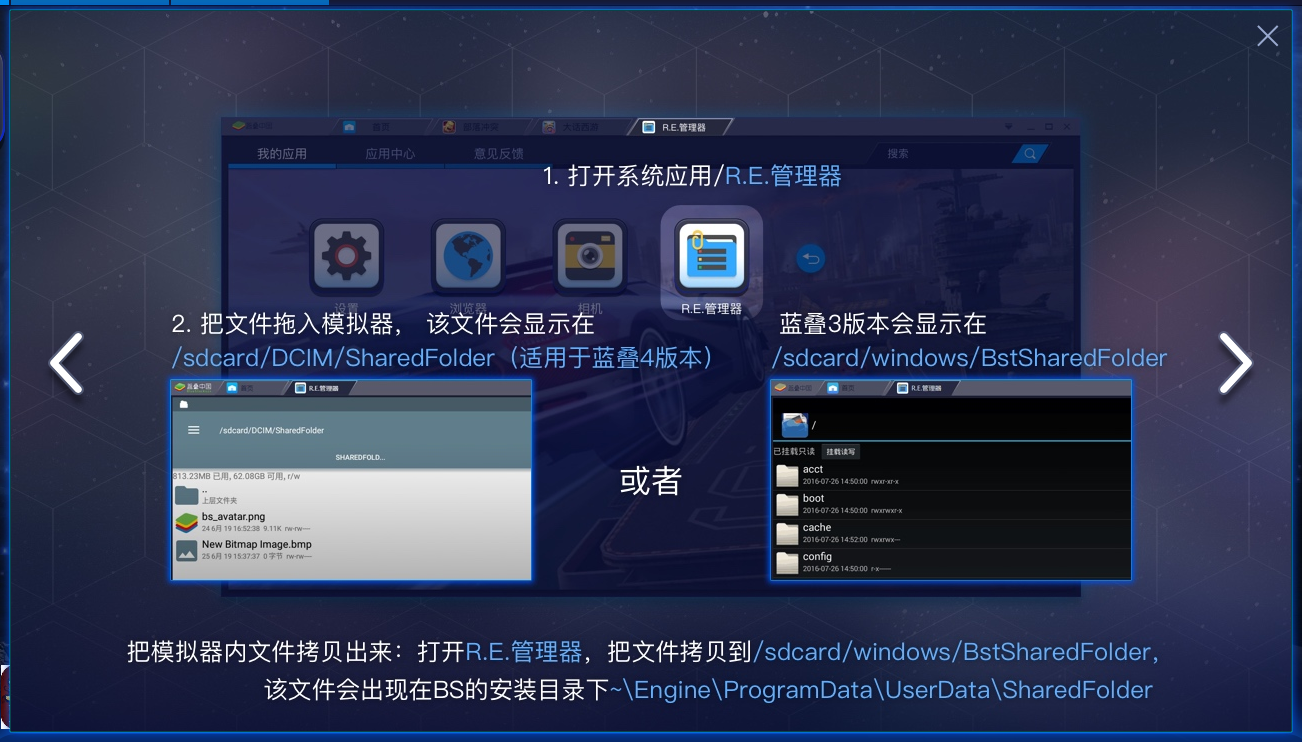 蓝叠中国 首页 部落冲突 大话西游 R.E.管理器
我的应用 应用中心 意见反馈 搜索
1. 打开系统应用/R.E.管理器
设置 浏览器 相机 R.E.管理器
2. 把文件拖入模拟器， 该文件会显示在
/sdcard/DCIM/SharedFolder（适用于蓝叠4版本）
蓝叠3版本会显示在
/sdcard/windows/BstSharedFolder
蓝叠中国 首页 R.E.管理器
/sdcard/DCIM/SharedFolder
SHAREDFOLD...
813.23MB 已用, 62.08GB 可用, r/w
..
上层文件夹
bs_avatar.png
24 6月 19 16:52:38 9.11K rw-rw----
New Bitmap Image.bmp
25 6月 19 15:37:37 0 字节 rw-rw----
或者
蓝叠中国 首页 R.E.管理器
/
已挂载只读 挂载读写
acct
2016-07-26 14:50:00 rwxr-xr-x
boot
2016-07-26 14:50:00 rwxrwxr-x
cache
2016-07-26 14:52:00 rwxrwx---
config
2016-07-26 14:50:00 r-x------
把模拟器内文件拷贝出来：打开R.E.管理器，把文件拷贝到/sdcard/windows/BstSharedFolder,
该文件会出现在BS的安装目录下~\Engine\ProgramData\UserData\SharedFolder